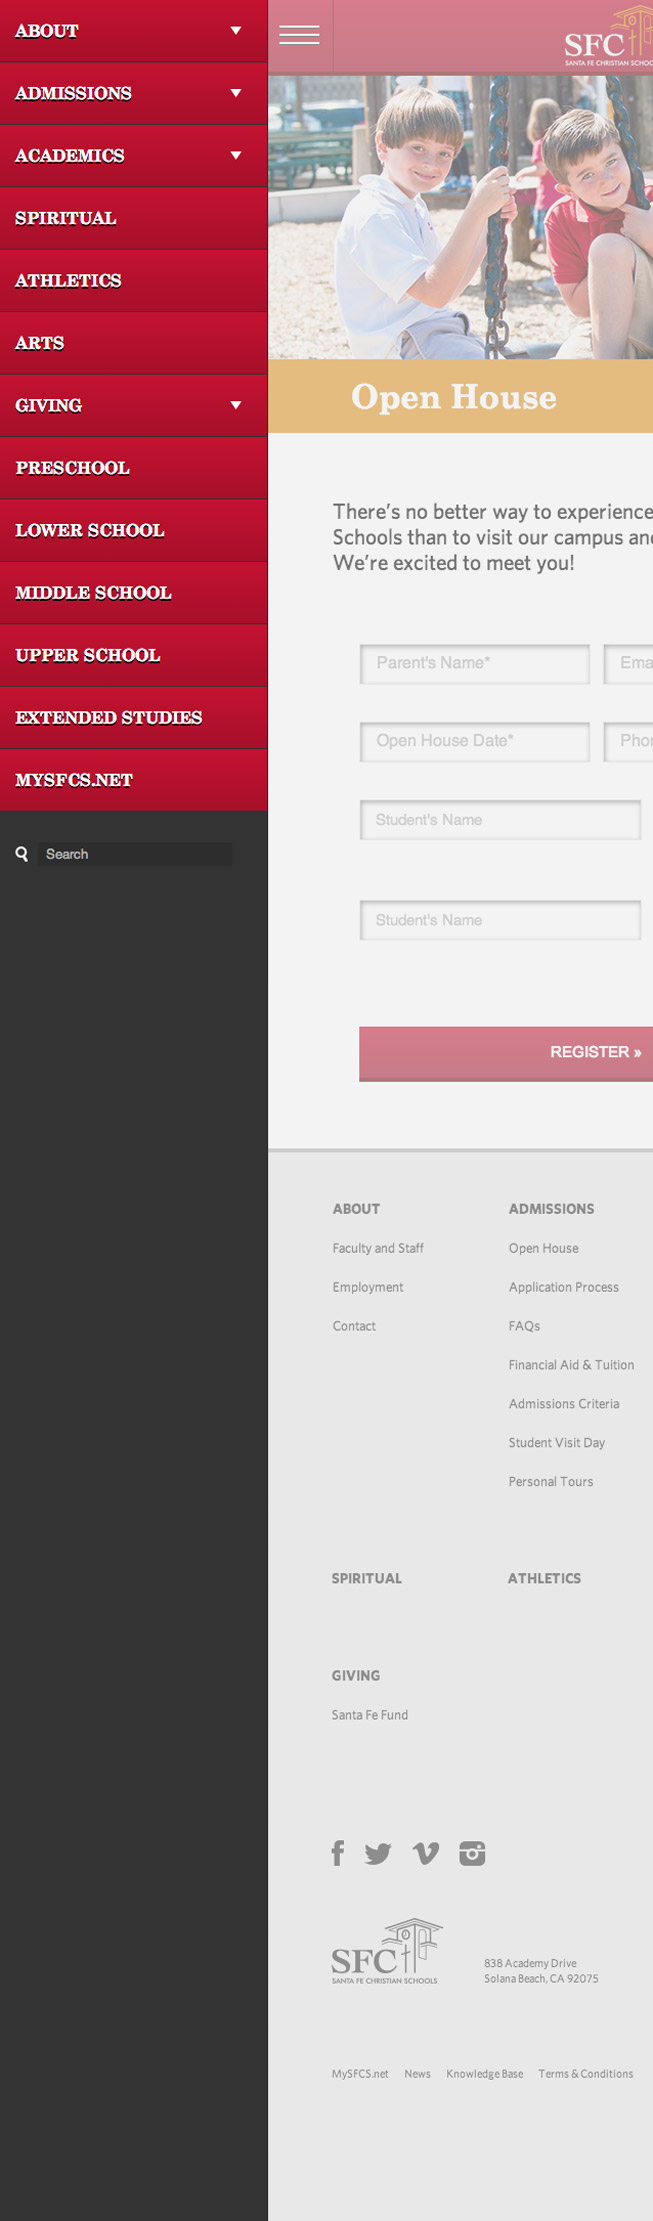 ABOUT
ADMISSIONS
ACADEMICS
SPIRITUAL
ATHLETICS
ARTS
GIVING
PRESCHOOL
LOWER SCHOOL
MIDDLE SCHOOL
UPPER SCHOOL
EXTENDED STUDIES
MYSFCS.NET
Search
SFC
SANTA FE CHRISTIAN
Open House
There's no better way to experience
Schools than to visit our campus
We're excited to meet you!
Parent's Name*
Open House Date*
Student's Name
Student's Name
REGISTER »
ABOUT
Faculty and Staff
Employment
Contact
ADMISSIONS
Open House
Application Process
FAQs
Financial Aid & Tuition
Admissions Criteria
Student Visit Day
Personal Tours
SPIRITUAL
ATHLETICS
GIVING
Santa Fe Fund
SFC
SANTA FE CHRISTIAN SCHOOLS
838 Academy Drive
Solana Beach, CA 92075
MySFCS.net News Knowledge Base Terms & Conditions